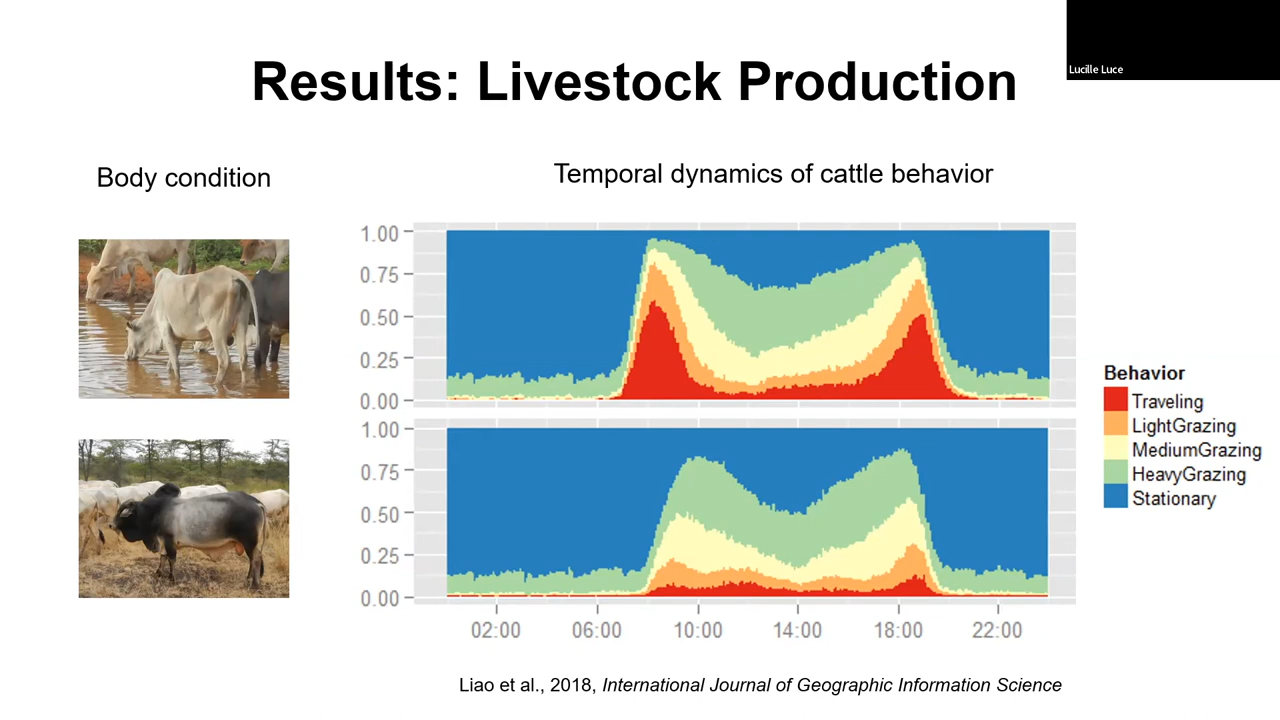 Lucille Luce
Results: Livestock Production
Body condition
Temporal dynamics of cattle behavior
1.00
0.75
0.50
0.25
0.00
1.00
0.75
0.50
0.25
0.00
02:00 06:00 10:00 14:00 18:00 22:00
Behavior
Traveling
LightGrazing
MediumGrazing
HeavyGrazing
Stationary
Liao et al., 2018, International Journal of Geographic Information Science